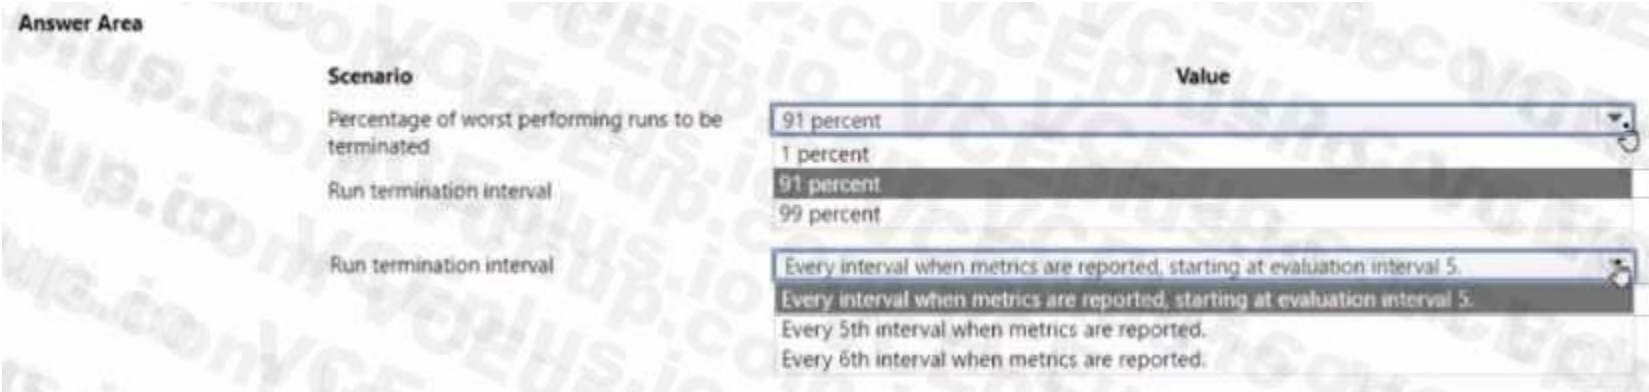 Answer Area
Scenario Value
Percentage of worst performing runs to be terminated
91 percent
1 percent
91 percent
99 percent
Run termination interval
Run termination interval
Every interval when metrics are reported, starting at evaluation interval 5.
Every interval when metrics are reported, starting at evaluation interval 5.
Every 5th interval when metrics are reported.
Every 6th interval when metrics are reported.